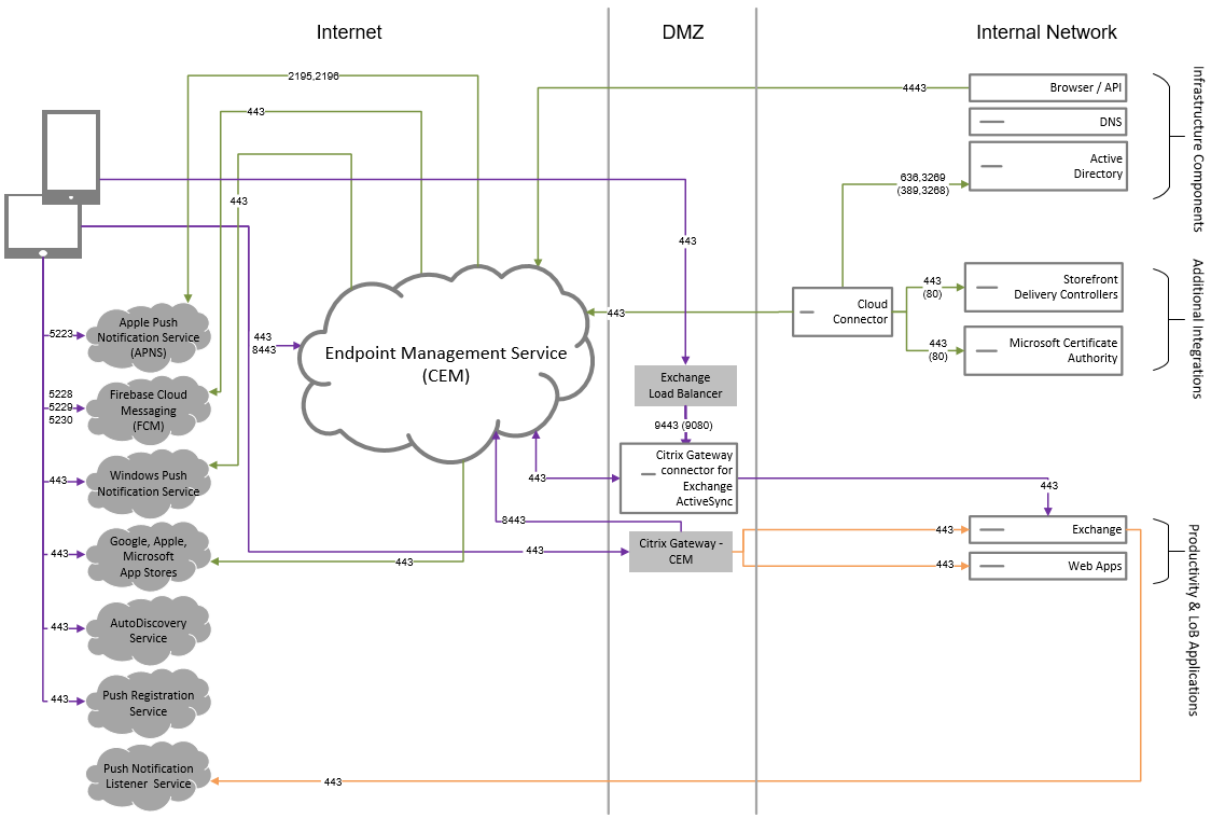 Internet
DMZ
Internal Network
2195,2196
443
443
4443
Browser / API
DNS
Active
Directory
636,3269
(389,3268)
Infrastructure Components
443
443
(80)
Storefront
Delivery Controllers
Cloud
Connector
443
443
(80)
Microsoft Certificate
Authority
Additional Integrations
5223
Apple Push
Notification Service
(APNS)
443
8443
Endpoint Management Service
(CEM)
Exchange
Load Balancer
9443 (9080)
5228
5229
5230
Firebase Cloud
Messaging
(FCM)
Citrix Gateway
connector for
Exchange
ActiveSync
443
443
443
Windows Push
Notification Service
8443
443
Citrix Gateway -
CEM
443
Exchange
443
Web Apps
Productivity & LoB Applications
443
Google, Apple,
Microsoft
App Stores
443
443
AutoDiscovery
Service
443
Push Registration
Service
Push Notification
Listener Service
443